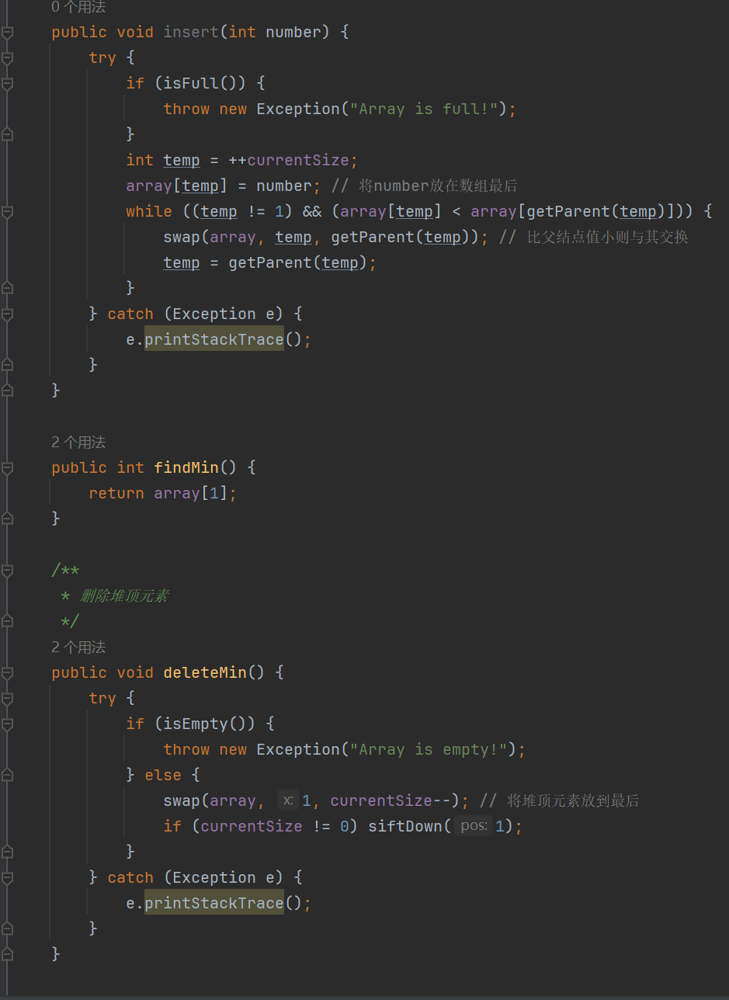 0 个用法
public void insert(int number) {
    try {
        if (isFull()) {
            throw new Exception("Array is full!");
        }
        int temp = ++currentSize;
        array[temp] = number; // 将number放在数组最后
        while ((temp != 1) && (array[temp] < array[getParent(temp)])) {
            swap(array, temp, getParent(temp)); // 比父结点值小则与其交换
            temp = getParent(temp);
        }
    } catch (Exception e) {
        e.printStackTrace();
    }
}
2 个用法
public int findMin() {
    return array[1];
}
/**
 * 删除堆顶元素
 */
2 个用法
public void deleteMin() {
    try {
        if (isEmpty()) {
            throw new Exception("Array is empty!");
        } else {
            swap(array, x: 1, currentSize--); // 将堆顶元素放到最后
            if (currentSize != 0) siftDown( pos: 1);
        }
    } catch (Exception e) {
        e.printStackTrace();
    }
}